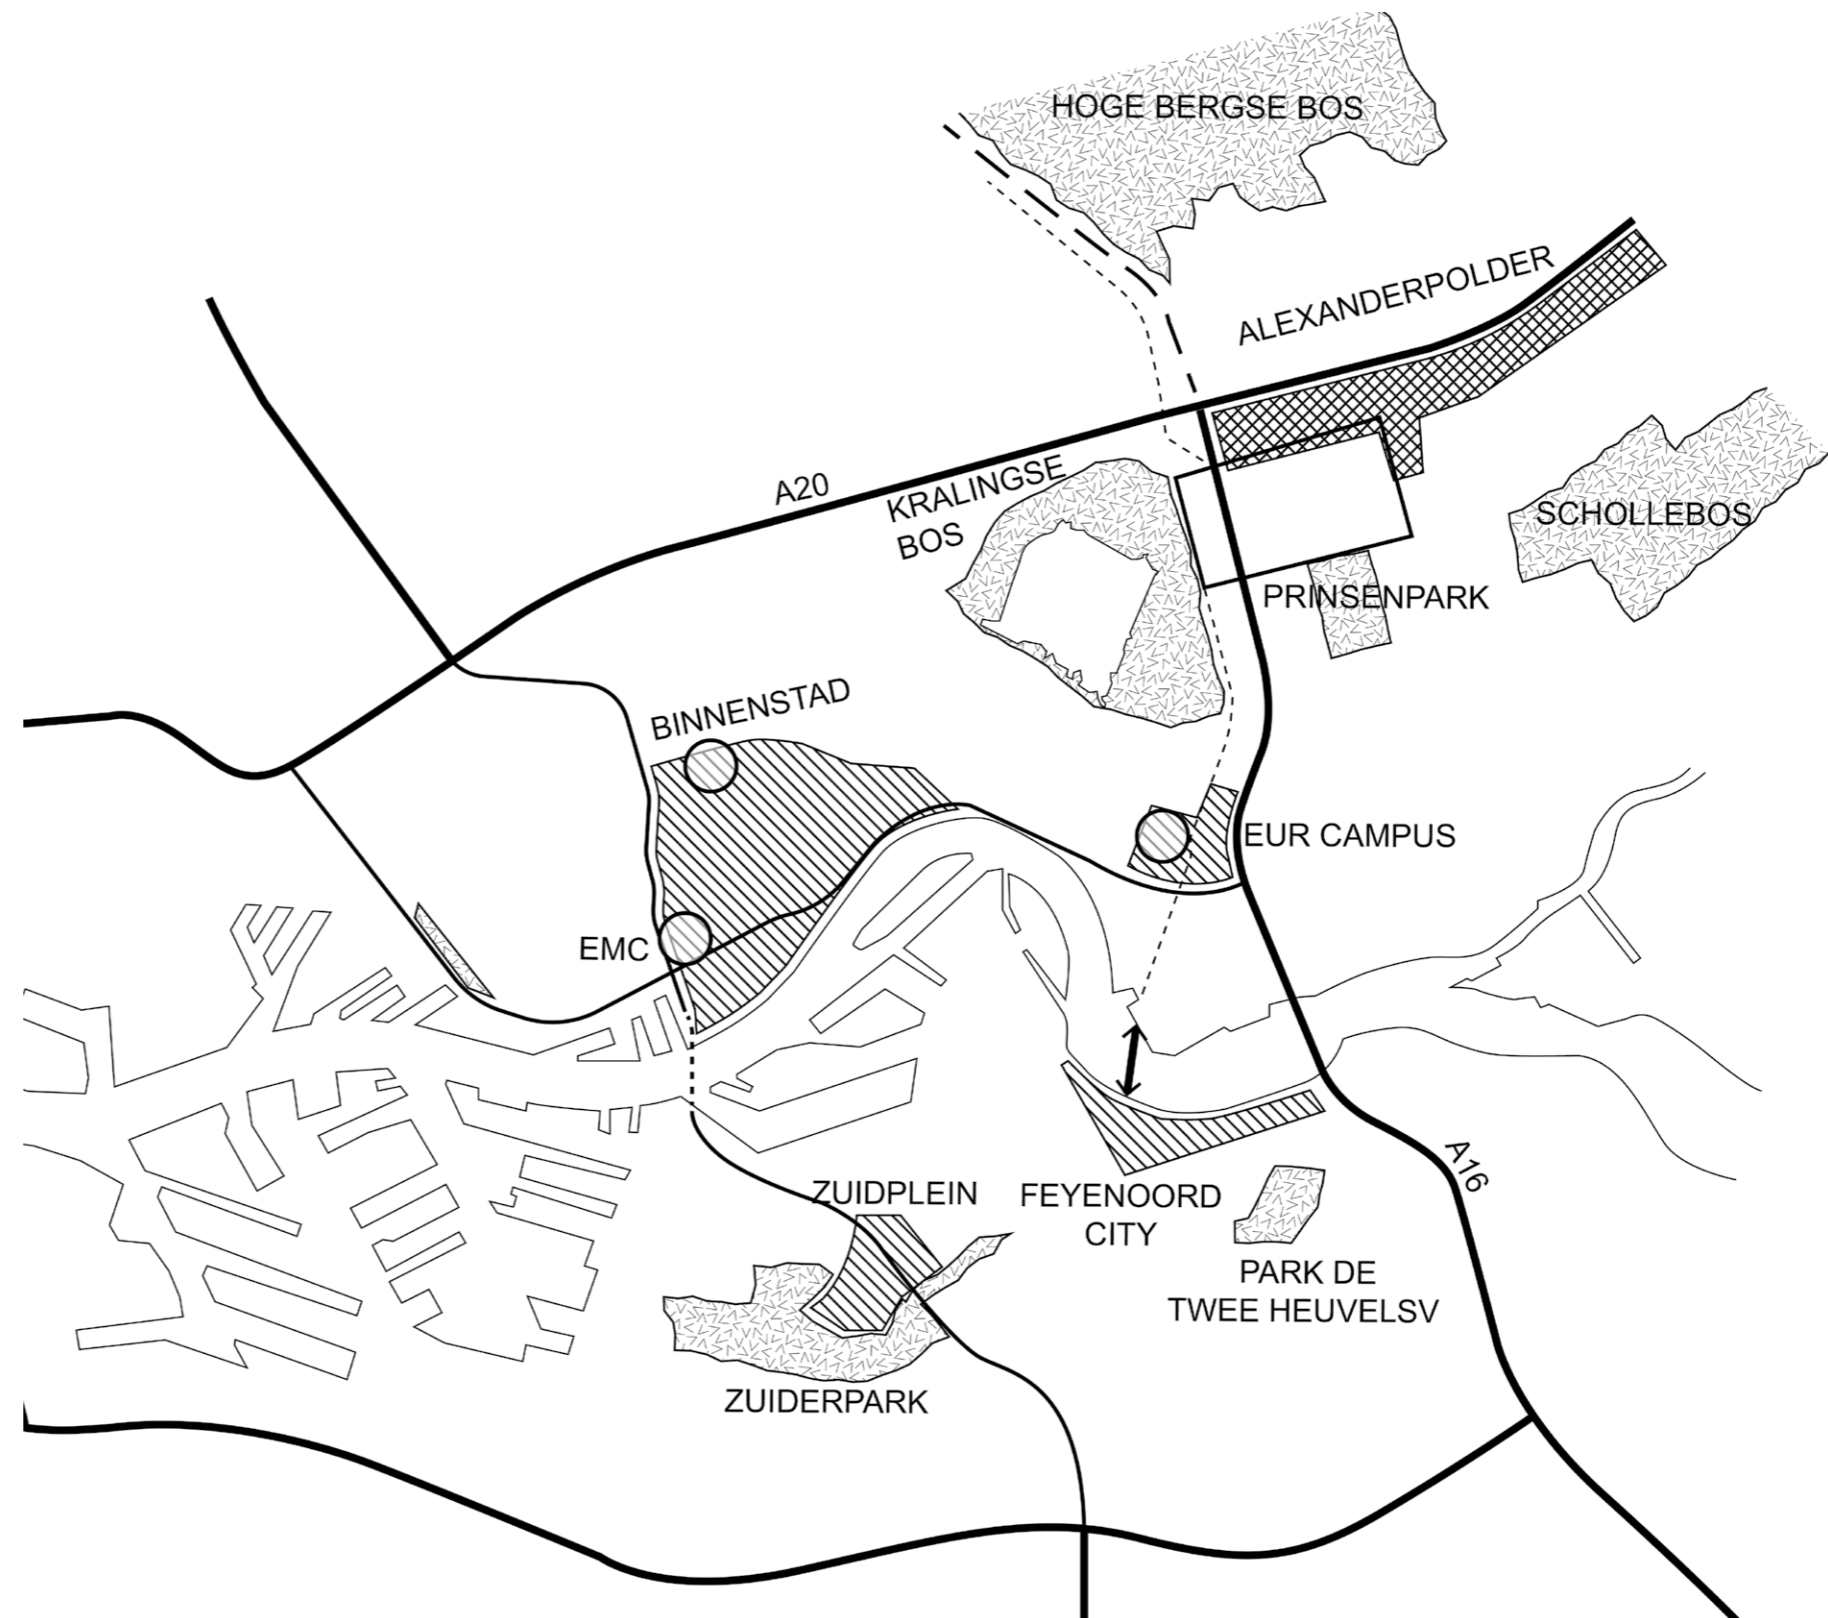 HOGE BERGSE BOS
ALEXANDERPOLDER
A20
KRALINGSE
BOS
SCHOLLEBOS
PRINSENPARK
BINNENSTAD
EUR CAMPUS
EMC
A16
ZUIDPLEIN
FEYENOORD
CITY
PARK DE
TWEE HEUVELSV
ZUIDERPARK